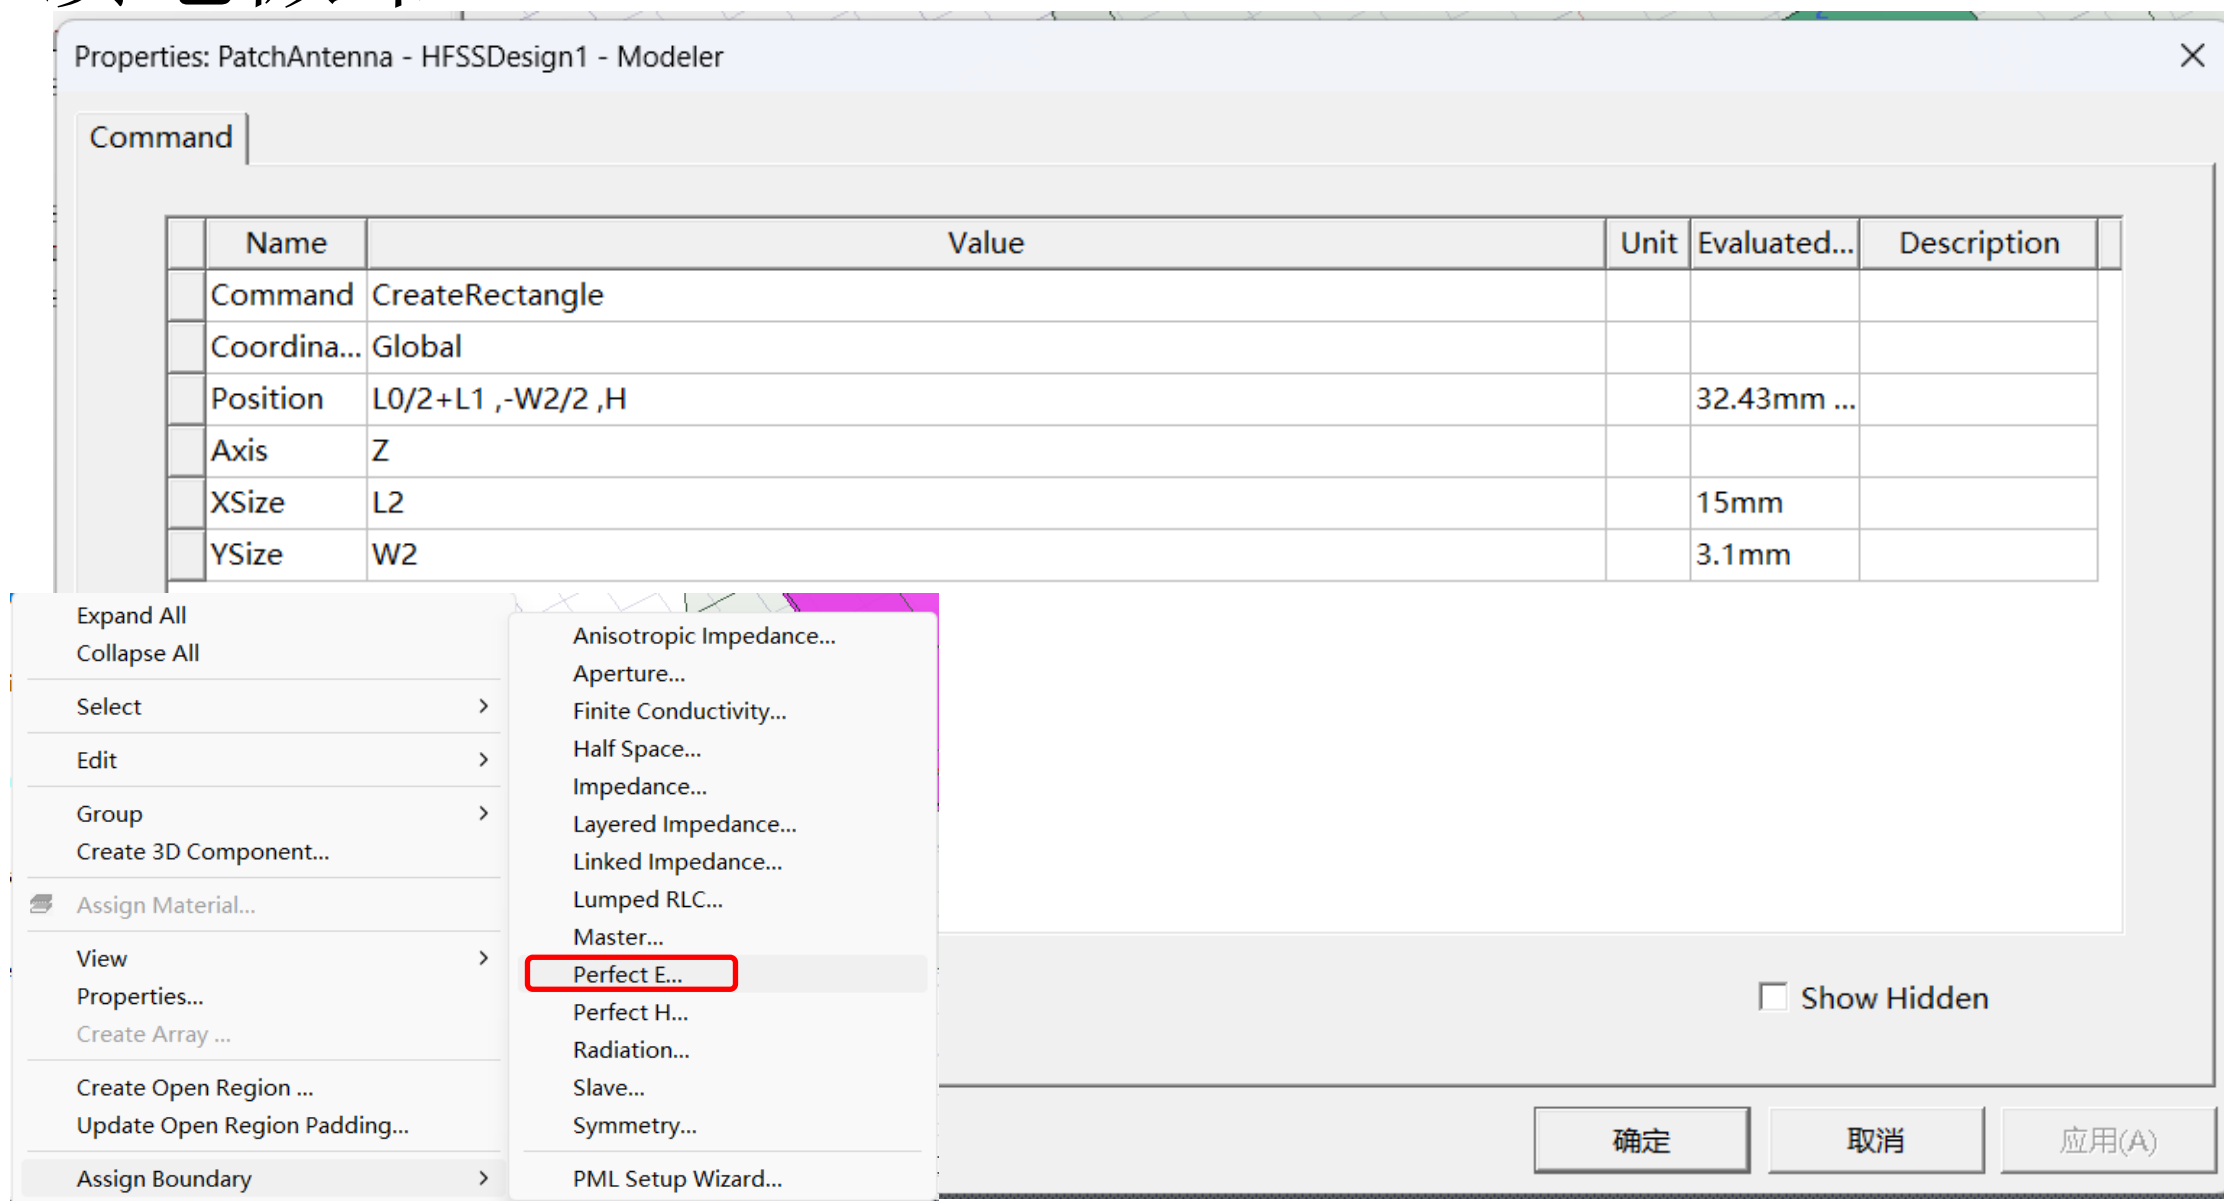 Properties: PatchAntenna - HFSSDesign1 - Modeler
Command
Name Value Unit Evaluated... Description
Command CreateRectangle
Coordina... Global
Position L0/2+L1 ,-W2/2 ,H 32.43mm ...
Axis Z
XSize L2 15mm
YSize W2 3.1mm
Expand All
Collapse All
Select
Edit
Group
Create 3D Component...
Assign Material...
View
Properties...
Create Array ...
Create Open Region ...
Update Open Region Padding...
Assign Boundary
Anisotropic Impedance...
Aperture...
Finite Conductivity...
Half Space...
Impedance...
Layered Impedance...
Linked Impedance...
Lumped RLC...
Master...
Perfect E...
Perfect H...
Radiation...
Slave...
Symmetry...
PML Setup Wizard...
Show Hidden
确定 取消 应用(A)